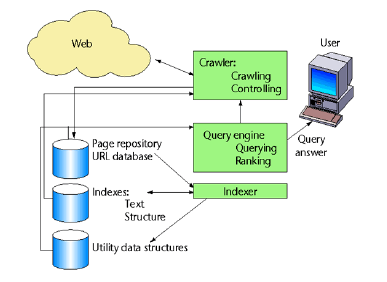 Web
Crawler:
Crawling
Controlling
User
Page repository
URL database
Query engine
Querying
Ranking
Query
answer
Indexes:
Text
Structure
Indexer
Utility data structures